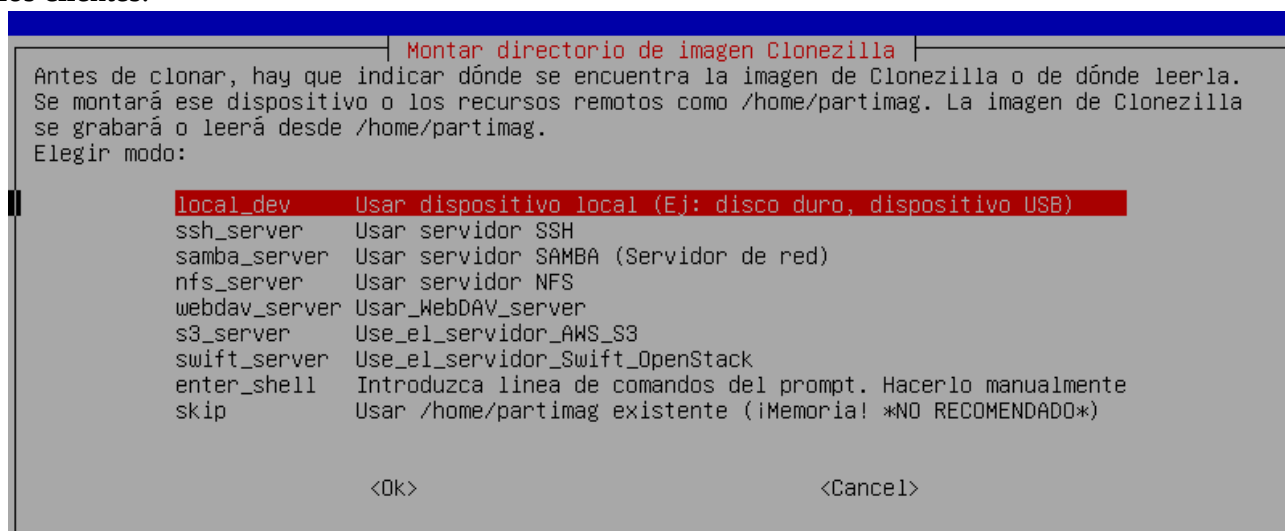 Montar directorio de imagen Clonezilla
Antes de clonar, hay que indicar dónde se encuentra la imagen de Clonezilla o de dónde leerla.
Se montará ese dispositivo o los recursos remotos como /home/partimag. La imagen de Clonezilla
se grabará o leerá desde /home/partimag.
Elegir modo:
local_dev Usar dispositivo local (Ej: disco duro, dispositivo USB)
ssh_server Usar servidor SSH
samba_server Usar servidor SAMBA (Servidor de red)
nfs_server Usar servidor NFS
webdav_server Usar_WebDAV_server
s3_server Use_el_servidor_AWS_S3
swift_server Use_el_servidor_Swift_OpenStack
enter_shell Introduzca linea de comandos del prompt. Hacerlo manualmente
skip Usar /home/partimag existente (¡Memoria! *NO RECOMENDADO*)
<Ok> <Cancel>